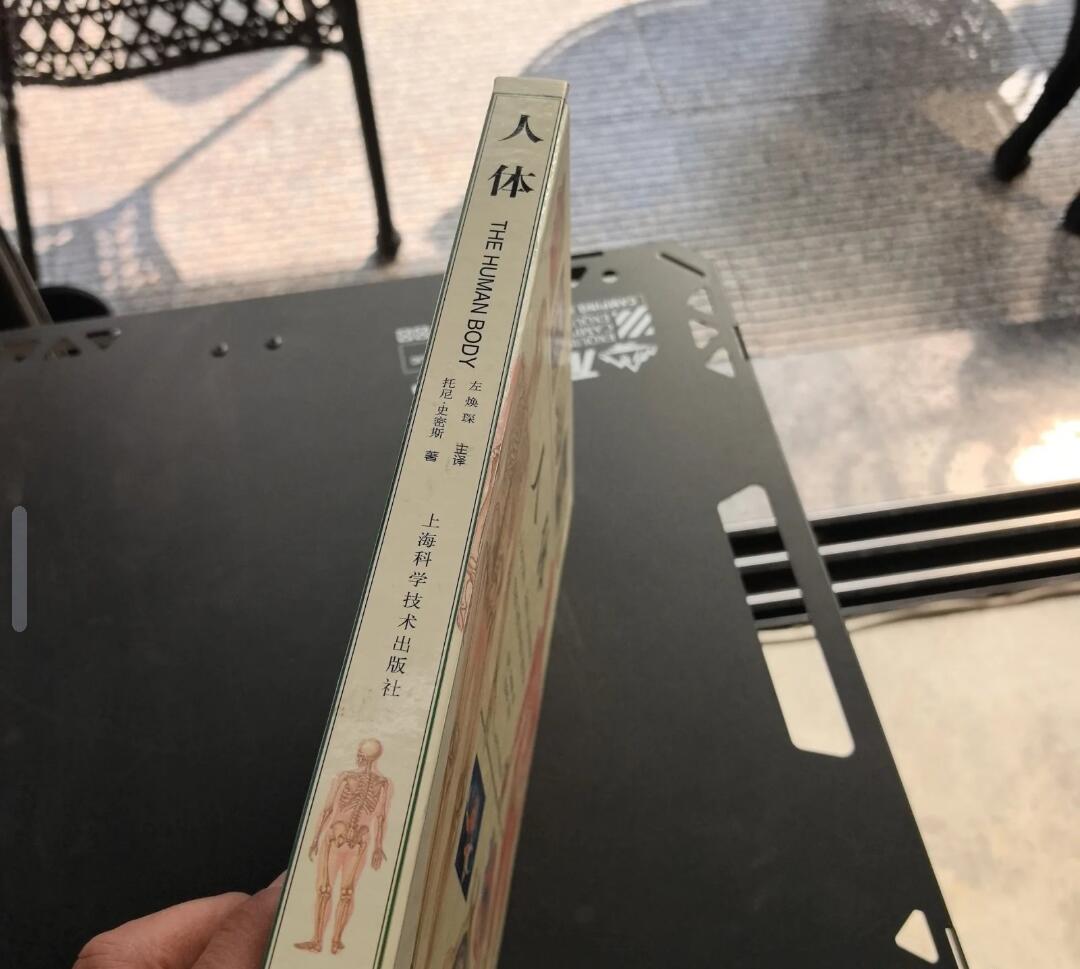 人体
THE HUMAN BODY
托尼·史密斯 著
左焕琛 主译
上海科学技术出版社